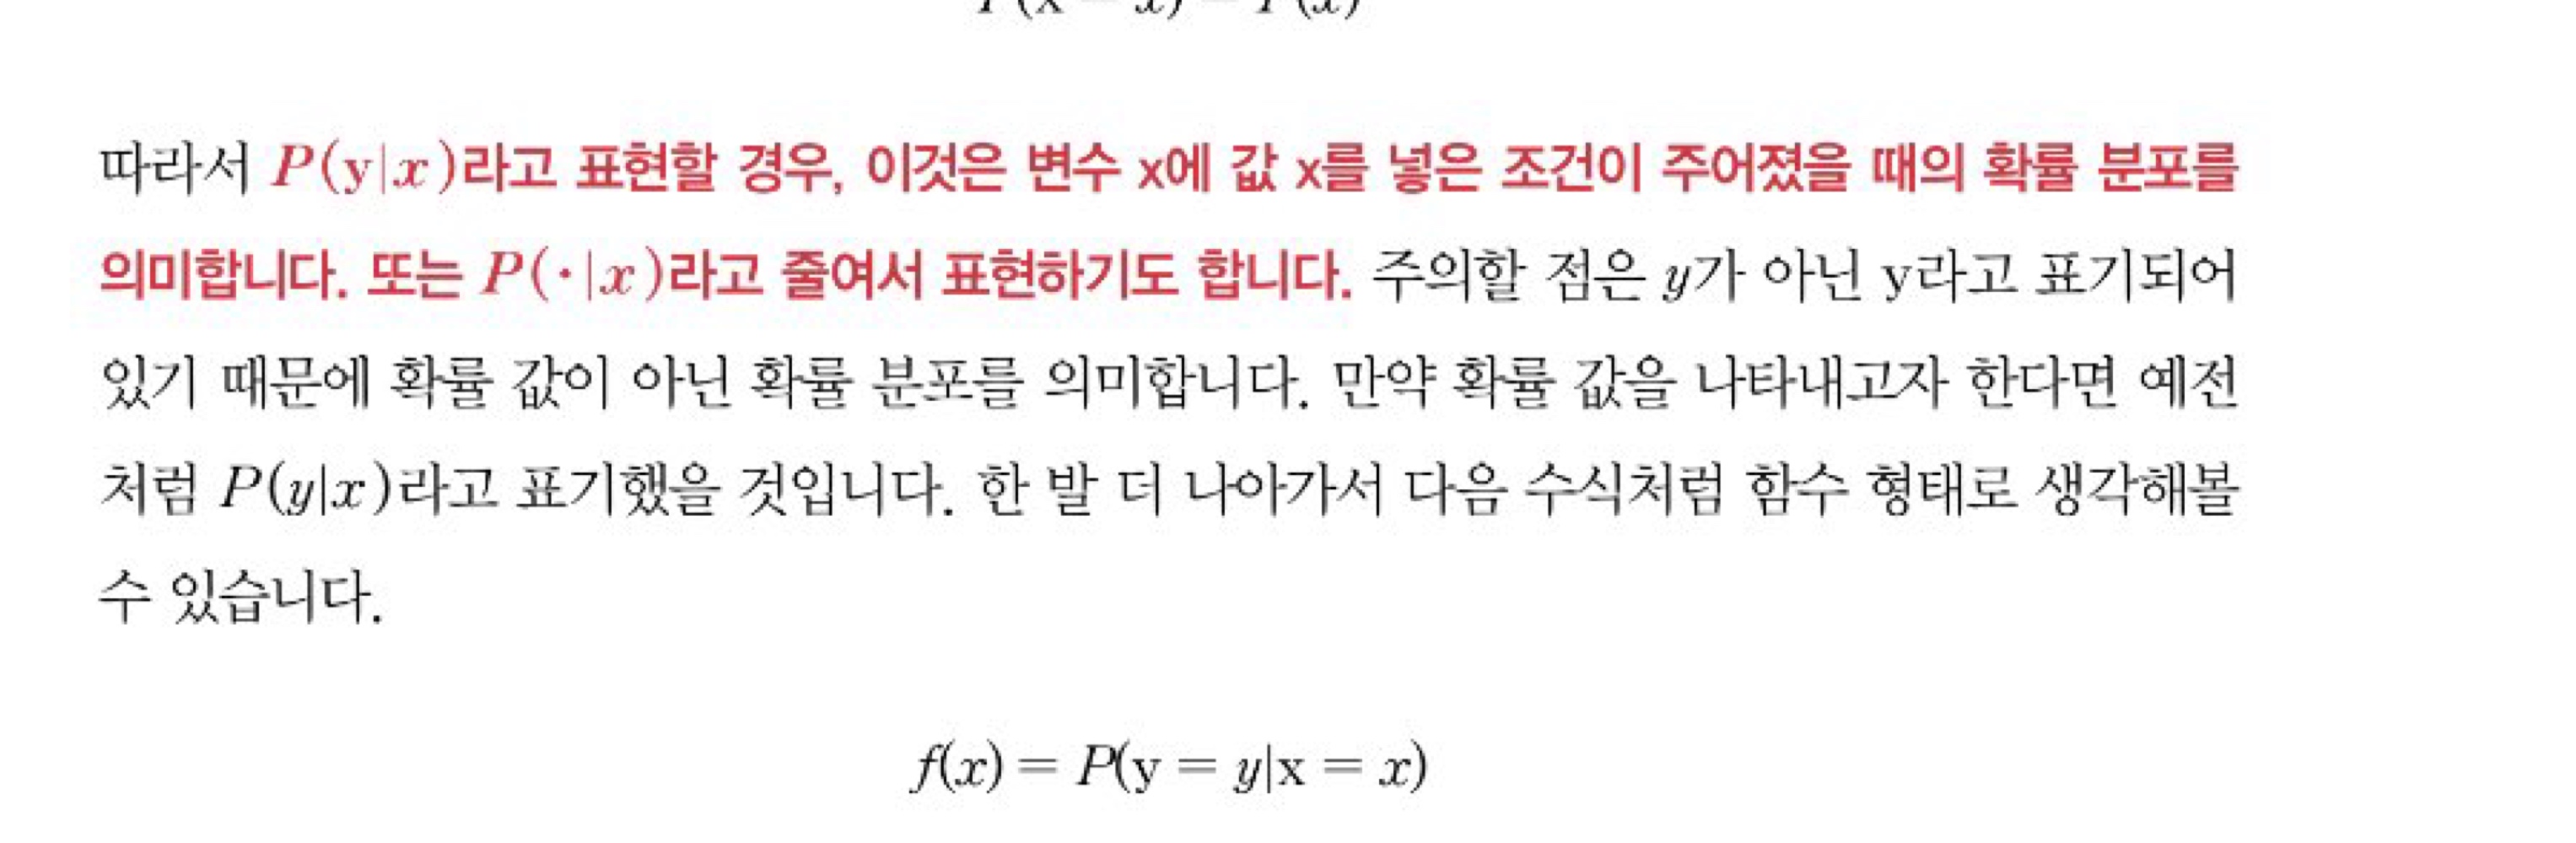 P(x = x) = P(x)
따라서 P(y|x)라고 표현할 경우, 이것은 변수 x에 값 x를 넣은 조건이 주어졌을 때의 확률 분포를
의미합니다. 또는 P(·|x)라고 줄여서 표현하기도 합니다. 주의할 점은 y가 아닌 y라고 표기되어
있기 때문에 확률 값이 아닌 확률 분포를 의미합니다. 만약 확률 값을 나타내고자 한다면 예전
처럼 P(y|x)라고 표기했을 것입니다. 한 발 더 나아가서 다음 수식처럼 함수 형태로 생각해볼
수 있습니다.
f(x) = P(y = y|x = x)